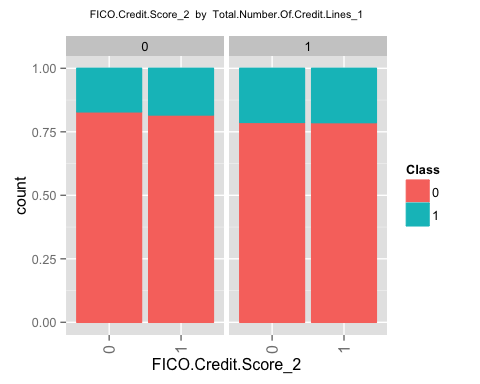 FICO.Credit.Score_2 by Total.Number.Of.Credit.Lines_1
0 1
1.00
0.75
0.50
0.25
0.00
count
0 1 0 1
FICO.Credit.Score_2
Class
0
1